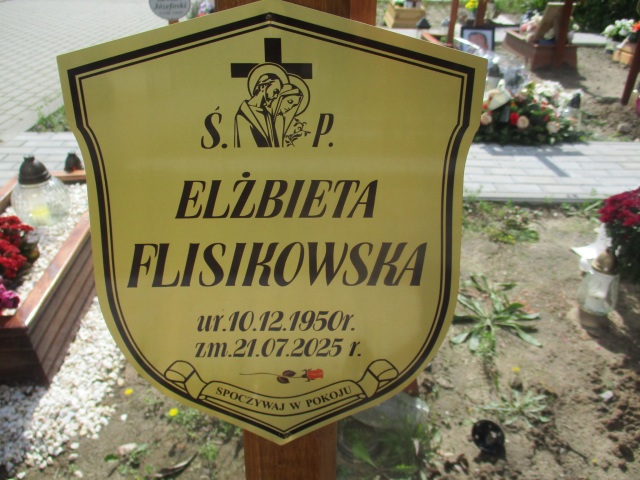 Ś. P.
ELŻBIETA
FLISIKOWSKA
ur.10.12.1950r.
zm.21.07.2025 r.
SPOCZYWAJ W POKOJU